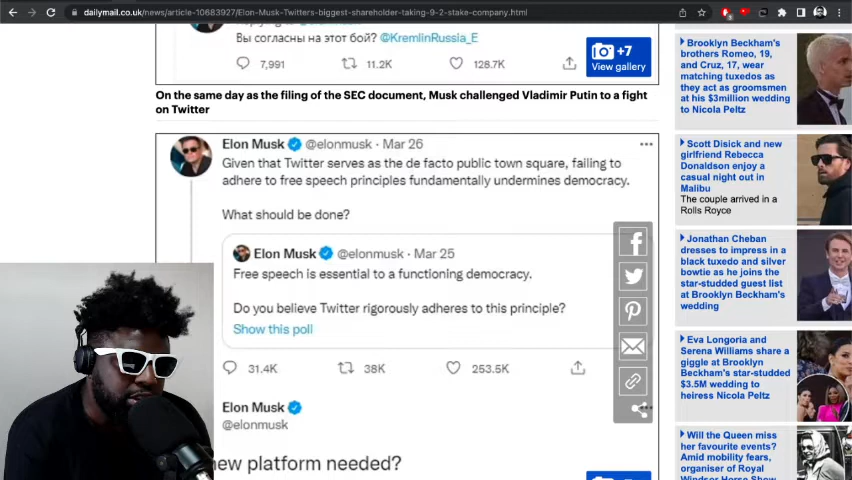 dailymail.co.uk/news/article-10683927/Elon-Musk-Twitters-biggest-shareholder-taking-9-2-stake-company.html
Вы согласны на этот бой? @KremlinRussia_E
7,991 11.2K 128.7K
+7
View gallery
On the same day as the filing of the SEC document, Musk challenged Vladimir Putin to a fight
on Twitter
Elon Musk @elonmusk · Mar 26
Given that Twitter serves as the de facto public town square, failing to
adhere to free speech principles fundamentally undermines democracy.
What should be done?
Elon Musk @elonmusk · Mar 25
Free speech is essential to a functioning democracy.
Do you believe Twitter rigorously adheres to this principle?
Show this poll
31.4K 38K 253.5K
Elon Musk
@elonmusk
new platform needed?
Brooklyn Beckham's
brothers Romeo, 19,
and Cruz, 17, wear
matching tuxedos as
they act as groomsmen
at his $3million wedding
to Nicola Peltz
Scott Disick and new
girlfriend Rebecca
Donaldson enjoy a
casual night out in
Malibu
The couple arrived in a
Rolls Royce
Jonathan Cheban
dresses to impress in a
black tuxedo and silver
bowtie as he joins the
star-studded guest list
at Brooklyn Beckham's
wedding
Eva Longoria and
Serena Williams share a
giggle at Brooklyn
Beckham's star-studded
$3.5M wedding to
heiress Nicola Peltz
Will the Queen miss
her favourite events?
Amid mobility fears,
organiser of Royal
Windsor Horse Show